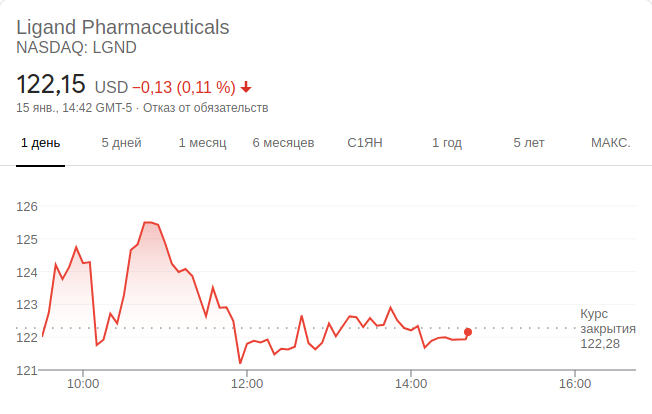 Ligand Pharmaceuticals
NASDAQ: LGND
122,15 USD −0,13 (0,11 %)
15 янв., 14:42 GMT-5 · Отказ от обязательств
1 день 5 дней 1 месяц 6 месяцев С1ЯН 1 год 5 лет МАКС.
126
125
124
123
122
121
Курс
закрытия
122,28
10:00 12:00 14:00 16:00